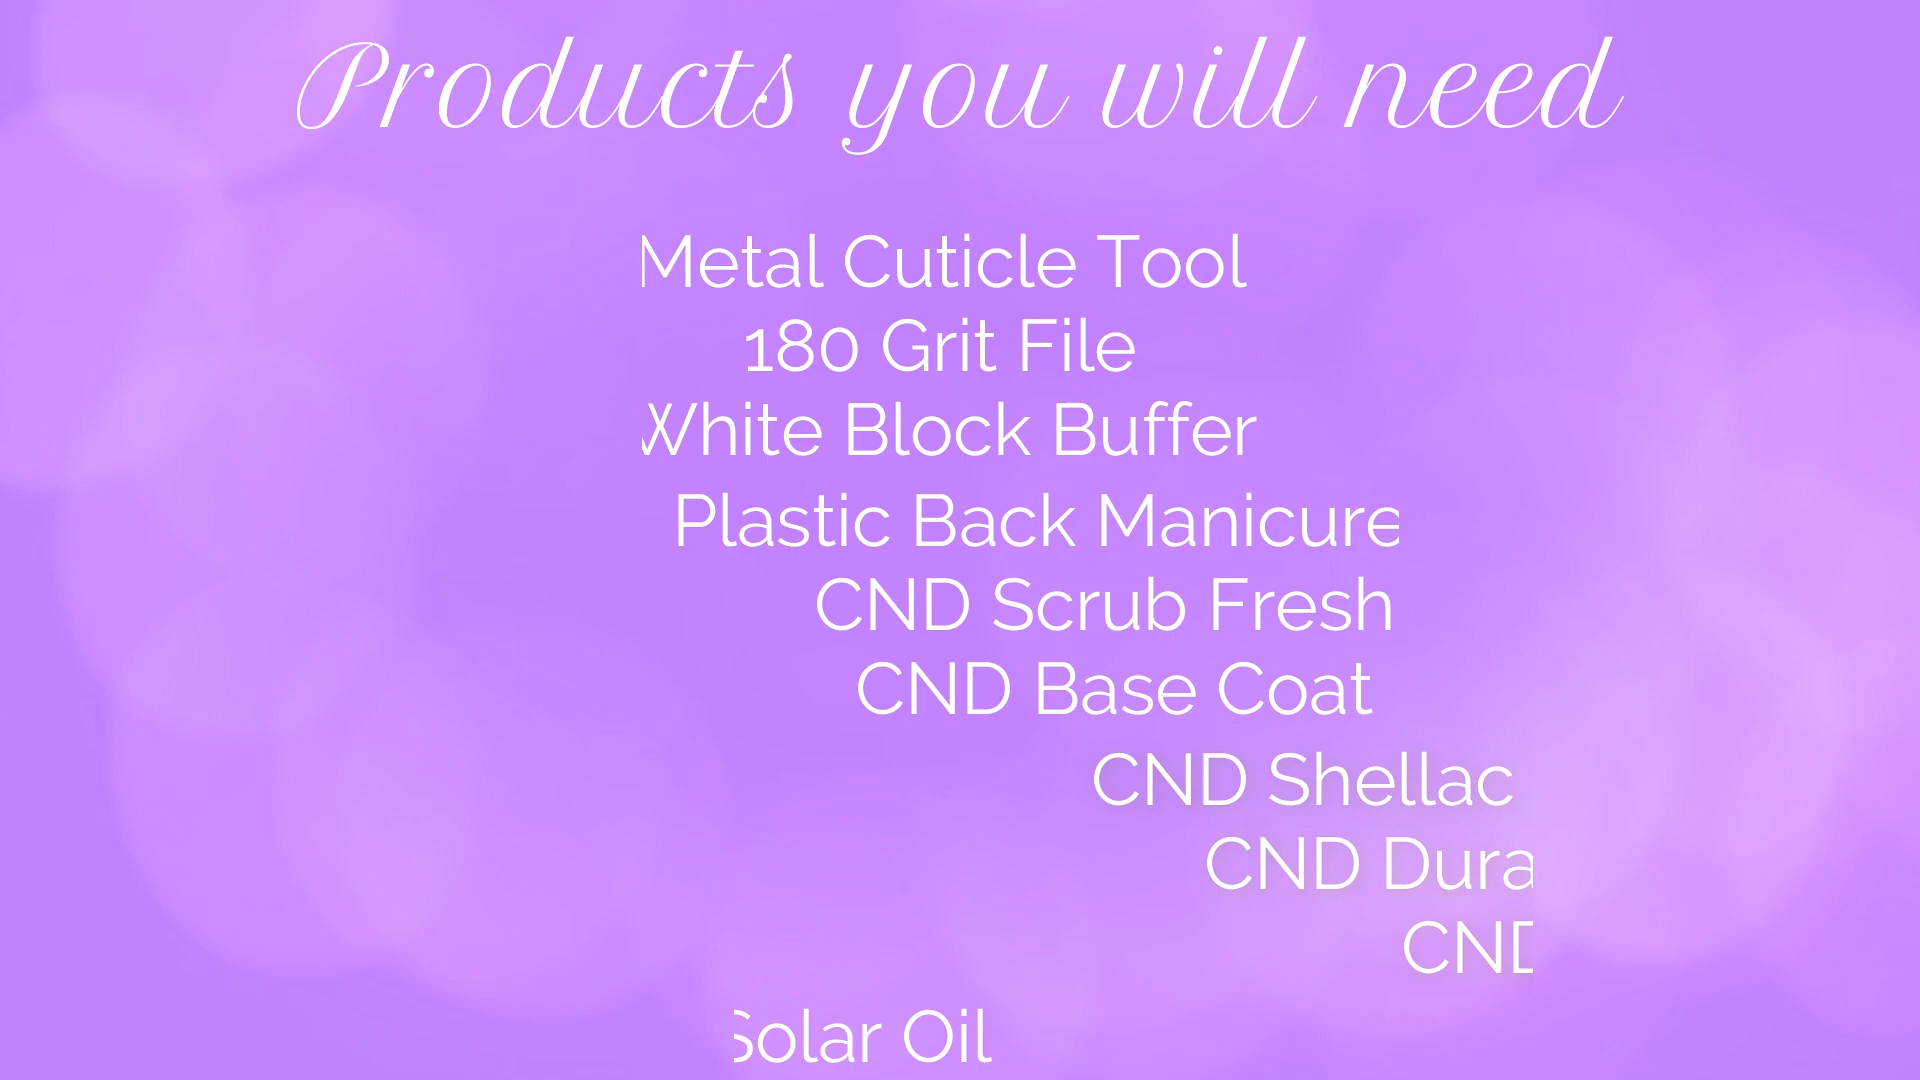 Products you will need
Metal Cuticle Tool
180 Grit File
White Block Buffer
Plastic Back Manicure
CND Scrub Fresh
CND Base Coat
CND Shellac
CND Dura
CND
Solar Oil